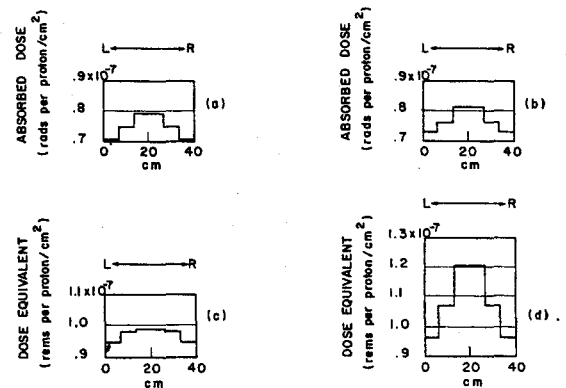 L R
ABSORBED DOSE
(rads per proton/cm²)
.9x10⁻⁷
.8
.7
0 20 40
cm
(a)
L R
ABSORBED DOSE
(rads per proton/cm²)
.9x10⁻⁷
.8
.7
0 20 40
cm
(b)
L R
DOSE EQUIVALENT
(rems per proton/cm²)
1.1x10⁻⁷
1.0
.9
0 20 40
cm
(c)
L R
DOSE EQUIVALENT
(rems per proton/cm²)
1.3x10⁻⁷
1.2
1.1
1.0
.9
0 20 40
cm
(d) .